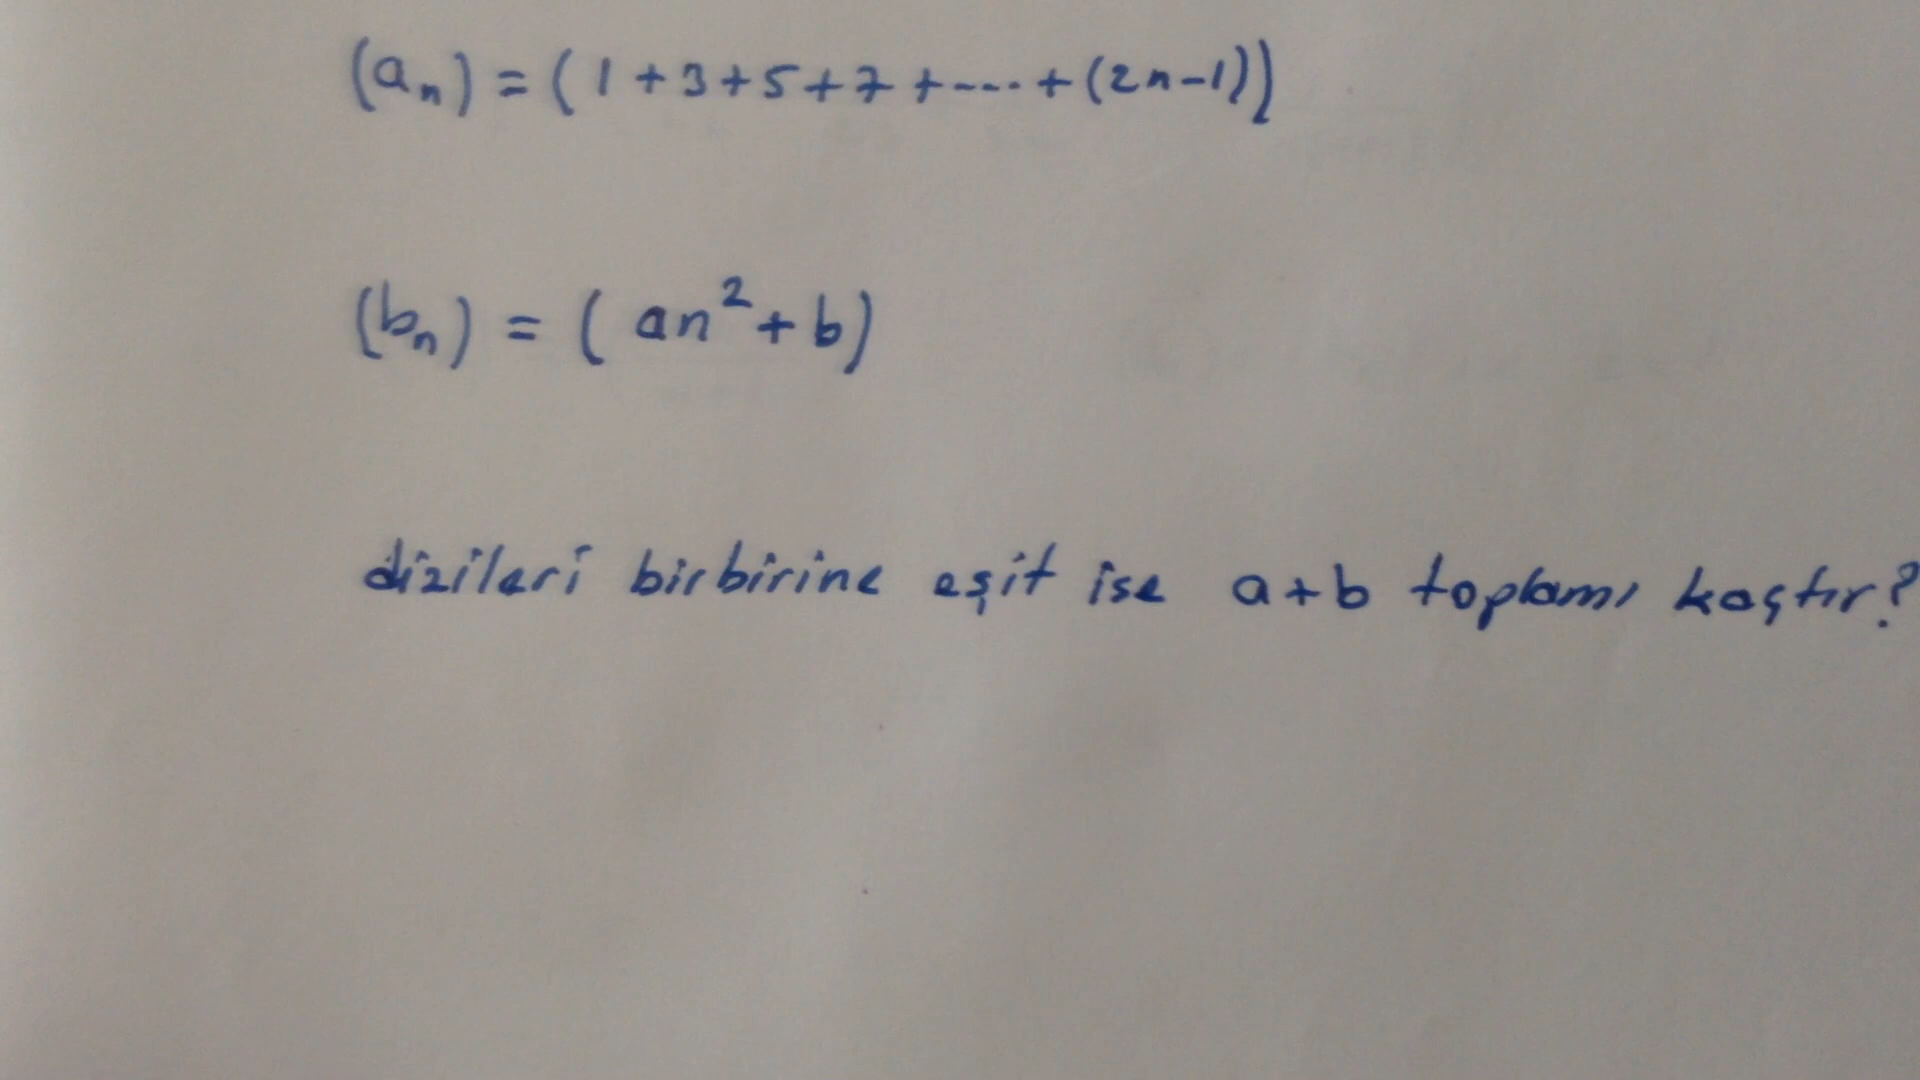 (aₙ) = (1+3+5+7+---+(2n-1))
(bₙ) = ( an²+b)
dizileri birbirine eşit ise a+b toplamı kaçtır?